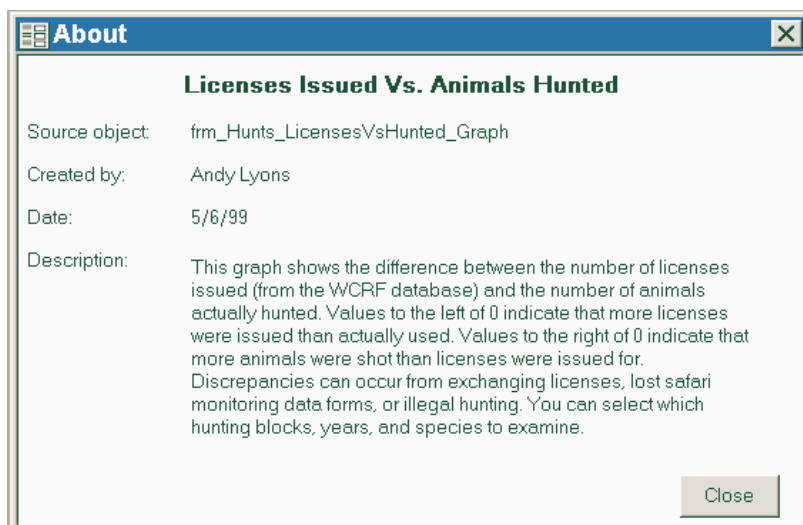 About
Licenses Issued Vs. Animals Hunted
Source object: frm_Hunts_LicensesVsHunted_Graph
Created by: Andy Lyons
Date: 5/6/99
Description: This graph shows the difference between the number of licenses
issued (from the WCRF database) and the number of animals
actually hunted. Values to the left of 0 indicate that more licenses
were issued than actually used. Values to the right of 0 indicate that
more animals were shot than licenses were issued for.
Discrepancies can occur from exchanging licenses, lost safari
monitoring data forms, or illegal hunting. You can select which
hunting blocks, years, and species to examine.
Close